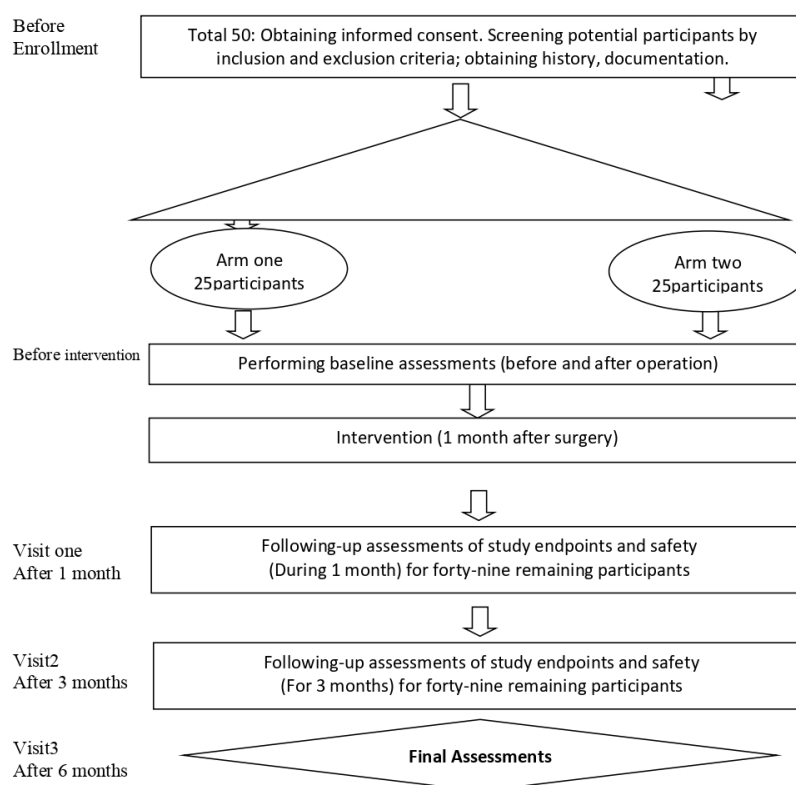 Before
Enrollment
Total 50: Obtaining informed consent. Screening potential participants by
inclusion and exclusion criteria; obtaining history, documentation.
Arm one
25participants
Arm two
25participants
Before intervention
Performing baseline assessments (before and after operation)
Intervention (1 month after surgery)
Visit one
After 1 month
Following-up assessments of study endpoints and safety
(During 1 month) for forty-nine remaining participants
Visit2
After 3 months
Following-up assessments of study endpoints and safety
(For 3 months) for forty-nine remaining participants
Visit3
After 6 months
Final Assessments